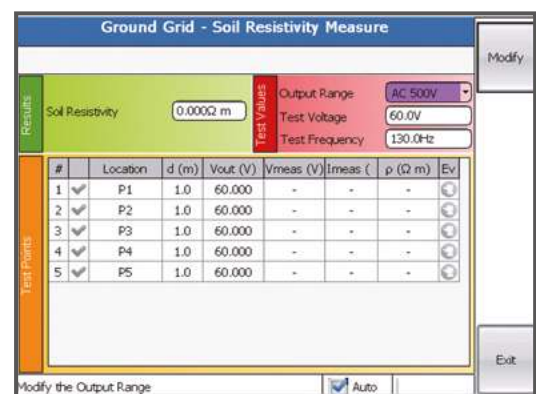 Ground Grid - Soil Resistivity Measure
Modify
Results
Soil Resistivity 0.000Ω m
Test Values
Output Range AC 500V
Test Voltage 60.0V
Test Frequency 130.0Hz
Test Points
# Location d (m) Vout (V) Vmeas (V) Imeas ( ρ (Ω m) Ev
1 P1 1.0 60.000 - - -
2 P2 1.0 60.000 - - -
3 P3 1.0 60.000 - - -
4 P4 1.0 60.000 - - -
5 P5 1.0 60.000 - - -
Exit
Modify the Output Range Auto